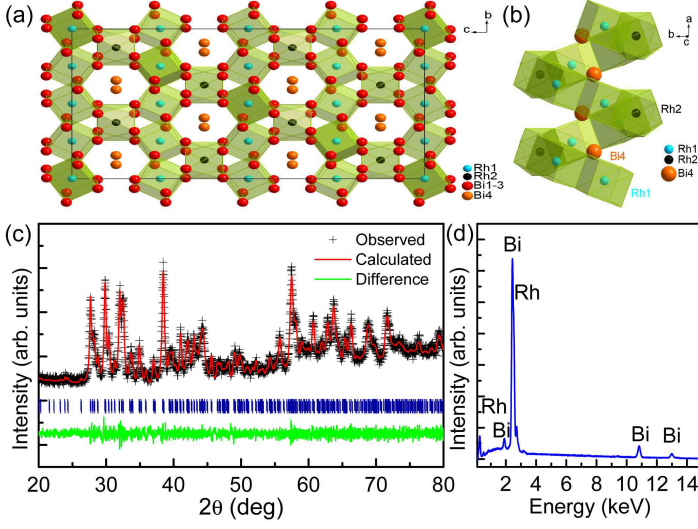 (a)
b
c
Rh1
Rh2
Bi1-3
Bi4
(b)
a
b
c
Rh2
Bi4
Rh1
Rh1
Rh2
Bi4
(c)
Observed
Calculated
Difference
Intensity (arb. units)
20 30 40 50 60 70 80
2θ (deg)
(d)
Bi
Rh
Rh
Bi
Bi
Bi
Intensity (arb. units)
2 4 6 8 10 12 14
Energy (keV)